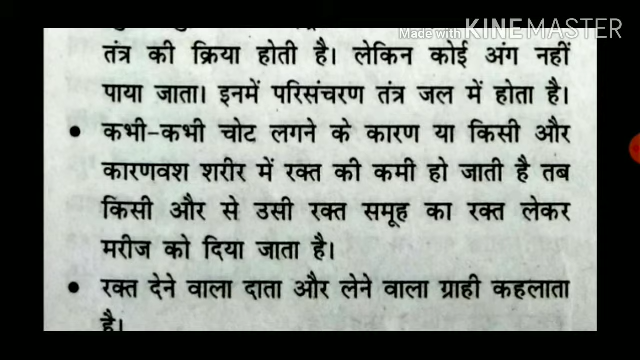 Made with KINEMASTER
तंत्र की क्रिया होती है। लेकिन कोई अंग नहीं
पाया जाता। इनमें परिसंचरण तंत्र जल में होता है।
• कभी-कभी चोट लगने के कारण या किसी और
कारणवश शरीर में रक्त की कमी हो जाती है तब
किसी और से उसी रक्त समूह का रक्त लेकर
मरीज को दिया जाता है।
• रक्त देने वाला दाता और लेने वाला ग्राही कहलाता
है।